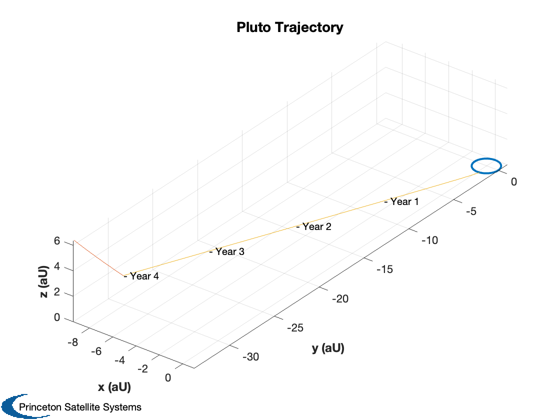 Pluto Trajectory
Year 1
Year 2
Year 3
Year 4
6
4
2
0
z (aU)
-8
-6
-4
-2
0
x (aU)
0
-5
-10
-15
-20
-25
-30
y (aU)
Princeton Satellite Systems